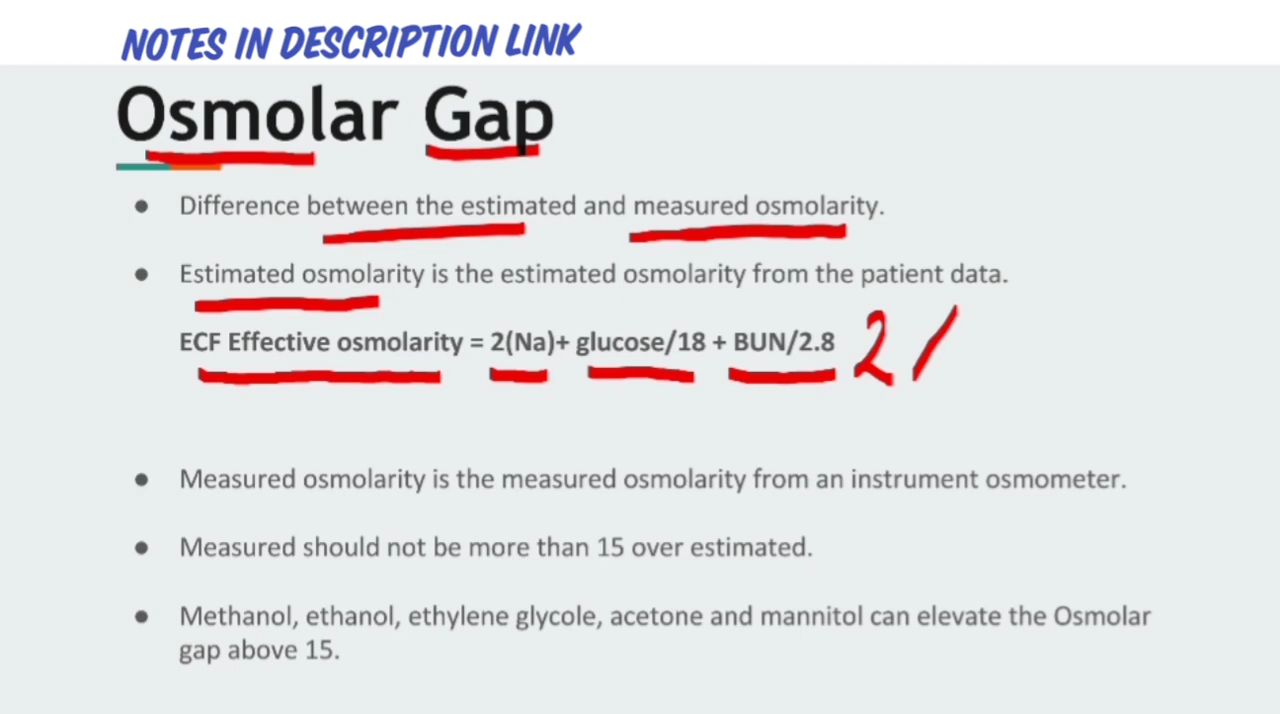 NOTES IN DESCRIPTION LINK
Osmolar Gap
● Difference between the estimated and measured osmolarity.
● Estimated osmolarity is the estimated osmolarity from the patient data.
ECF Effective osmolarity = 2(Na)+ glucose/18 + BUN/2.8 2/
● Measured osmolarity is the measured osmolarity from an instrument osmometer.
● Measured should not be more than 15 over estimated.
● Methanol, ethanol, ethylene glycole, acetone and mannitol can elevate the Osmolar
gap above 15.